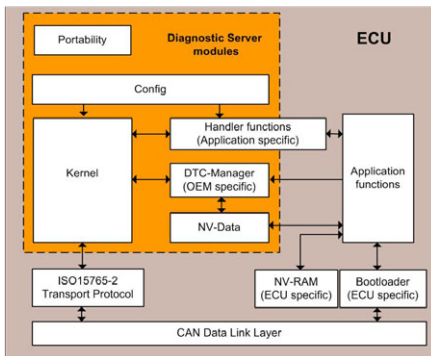 Diagnostic Server
modules
ECU
Portability
Config
Kernel
Handler functions
(Application specific)
DTC-Manager
(OEM specific)
NV-Data
Application
functions
ISO15765-2
Transport Protocol
NV-RAM
(ECU specific)
Bootloader
(ECU specific)
CAN Data Link Layer